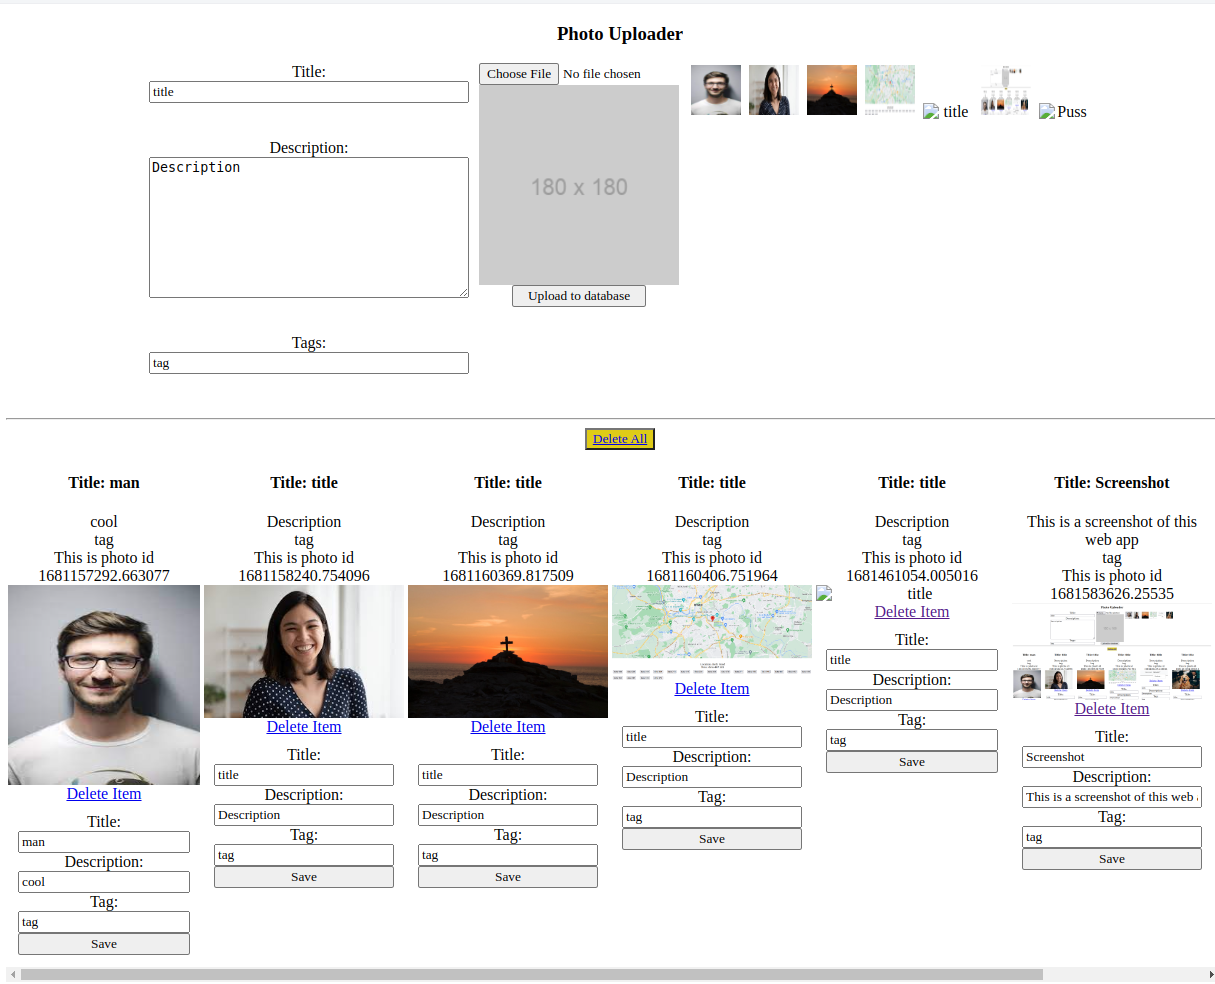 Photo Uploader
Title:
title
Description:
Description
Tags:
tag
Choose File No file chosen
180 x 180
Upload to database
title
Puss
Delete All
Title: man
cool
tag
This is photo id
1681157292.663077
Delete Item
Title:
man
Description:
cool
Tag:
tag
Save
Title: title
Description
tag
This is photo id
1681158240.754096
Delete Item
Title:
title
Description:
Description
Tag:
tag
Save
Title: title
Description
tag
This is photo id
1681160369.817509
Delete Item
Title:
title
Description:
Description
Tag:
tag
Save
Title: title
Description
tag
This is photo id
1681160406.751964
Delete Item
Title:
title
Description:
Description
Tag:
tag
Save
Title: title
Description
tag
This is photo id
1681461054.005016
title
Delete Item
Title:
title
Description:
Description
Tag:
tag
Save
Title: Screenshot
This is a screenshot of this
web app
tag
This is photo id
1681583626.25535
Delete Item
Title:
Screenshot
Description:
This is a screenshot of this web
Tag:
tag
Save